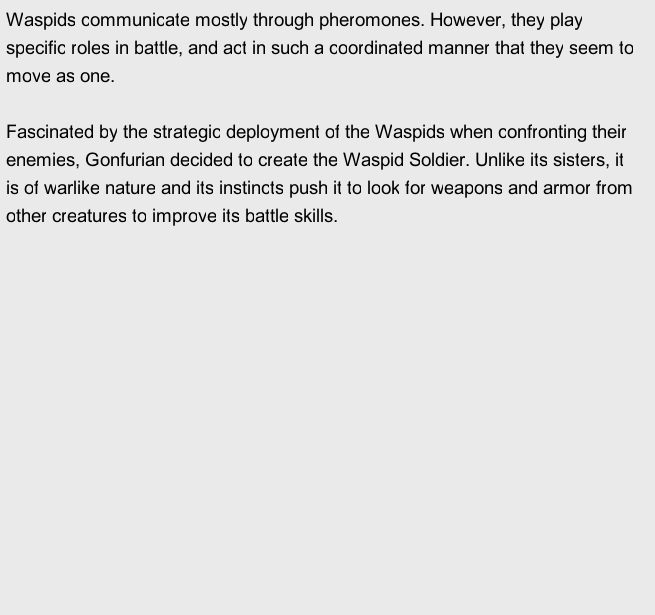 Waspids communicate mostly through pheromones. However, they play
specific roles in battle, and act in such a coordinated manner that they seem to
move as one.
Fascinated by the strategic deployment of the Waspids when confronting their
enemies, Gonfurian decided to create the Waspid Soldier. Unlike its sisters, it
is of warlike nature and its instincts push it to look for weapons and armor from
other creatures to improve its battle skills.